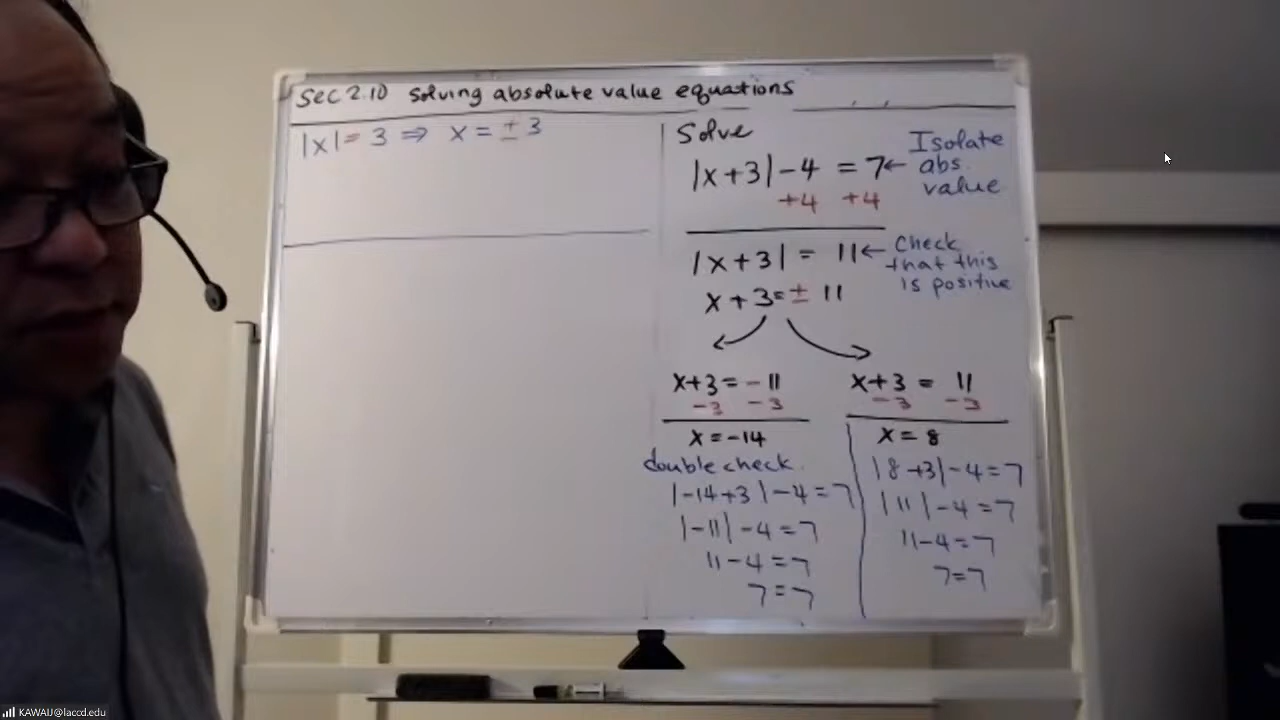 Sec 2.10 solving absolute value equations
|x| = 3 ⇒ x = ± 3
Solve
|x+3| - 4 = 7 ← Isolate abs. value
+4 +4
|x+3| = 11 ← Check that this is positive
x+3 = ± 11
x+3 = -11
-3 -3
x = -14
double check.
|-14+3| - 4 = 7
|-11| - 4 = 7
11 - 4 = 7
7 = 7
x+3 = 11
-3 -3
x = 8
|8+3| - 4 = 7
|11| - 4 = 7
11 - 4 = 7
7 = 7
KAWAIJ@laccd.edu